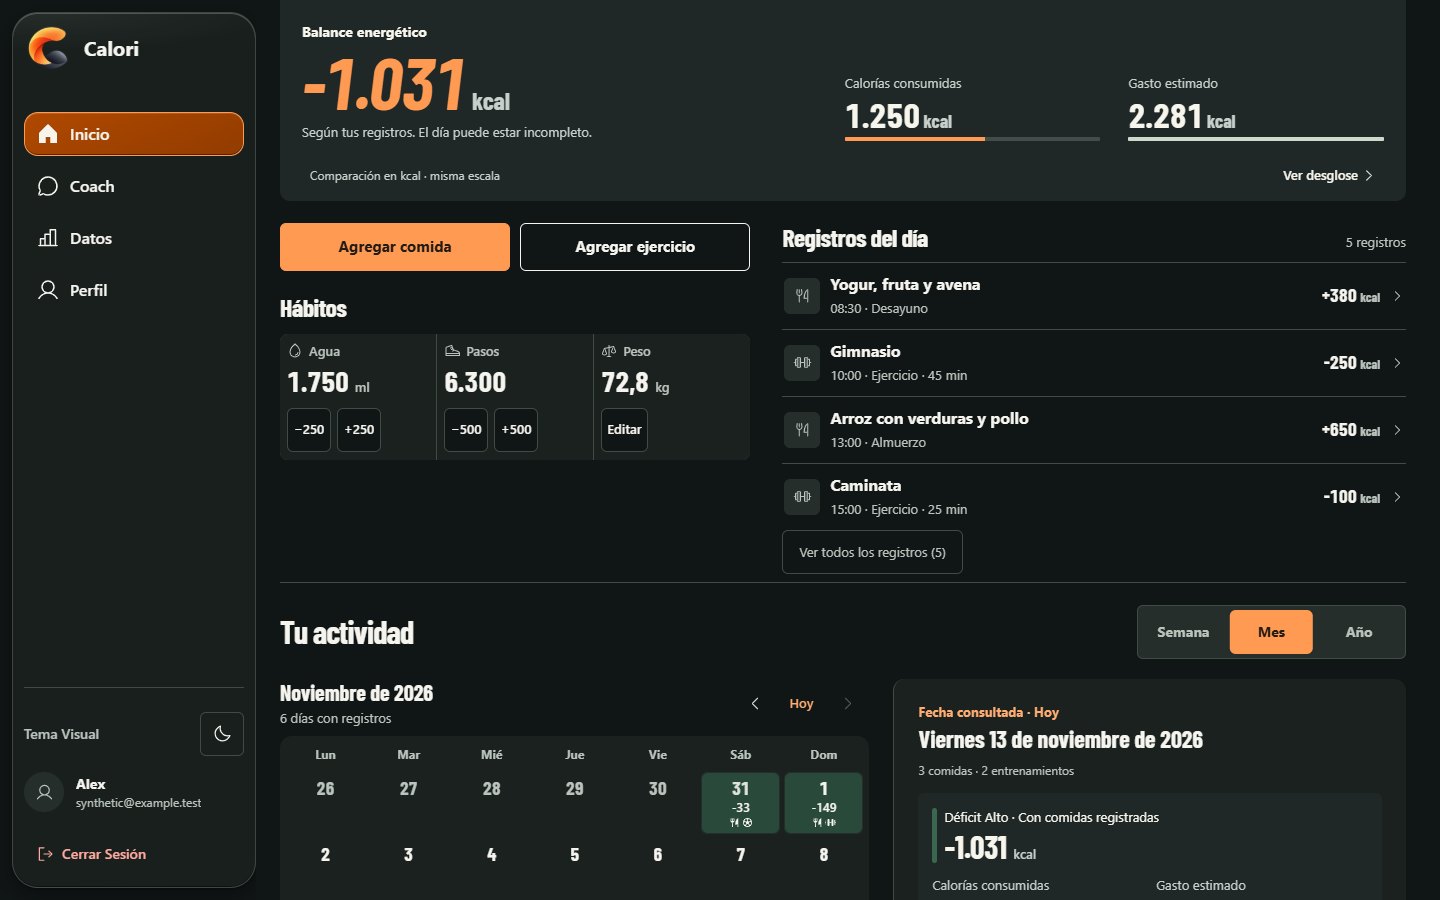 Calori
Inicio
Coach
Datos
Perfil
Tema Visual
Alex
synthetic@example.test
Cerrar Sesión
Balance energético
-1.031 kcal
Según tus registros. El día puede estar incompleto.
Calorías consumidas
1.250 kcal
Gasto estimado
2.281 kcal
Comparación en kcal · misma escala
Ver desglose
Agregar comida
Agregar ejercicio
Hábitos
Agua
1.750 ml
−250 +250
Pasos
6.300
−500 +500
Peso
72,8 kg
Editar
Registros del día
5 registros
Yogur, fruta y avena
08:30 · Desayuno
+380 kcal
Gimnasio
10:00 · Ejercicio · 45 min
-250 kcal
Arroz con verduras y pollo
13:00 · Almuerzo
+650 kcal
Caminata
15:00 · Ejercicio · 25 min
-100 kcal
Ver todos los registros (5)
Tu actividad
Semana Mes Año
Noviembre de 2026
6 días con registros
Hoy
Lun Mar Mié Jue Vie Sáb Dom
26 27 28 29 30 31 1
-33 -149
2 3 4 5 6 7 8
Fecha consultada · Hoy
Viernes 13 de noviembre de 2026
3 comidas · 2 entrenamientos
Déficit Alto · Con comidas registradas
-1.031 kcal
Calorías consumidas Gasto estimado